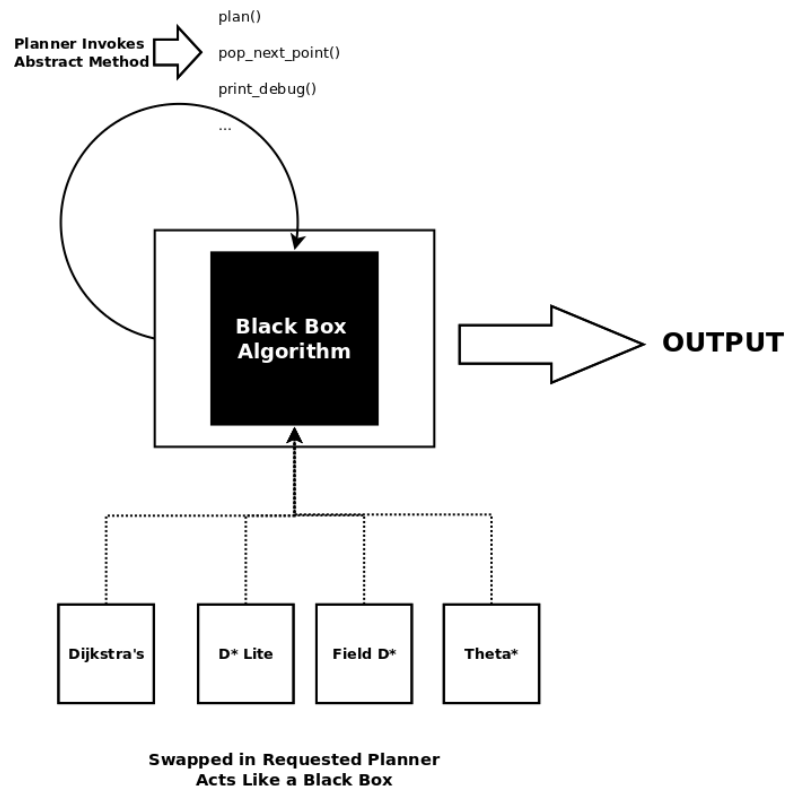 plan()
Planner Invokes
Abstract Method
pop_next_point()
print_debug()
...
Black Box
Algorithm
OUTPUT
Dijkstra's
D* Lite
Field D*
Theta*
Swapped in Requested Planner
Acts Like a Black Box